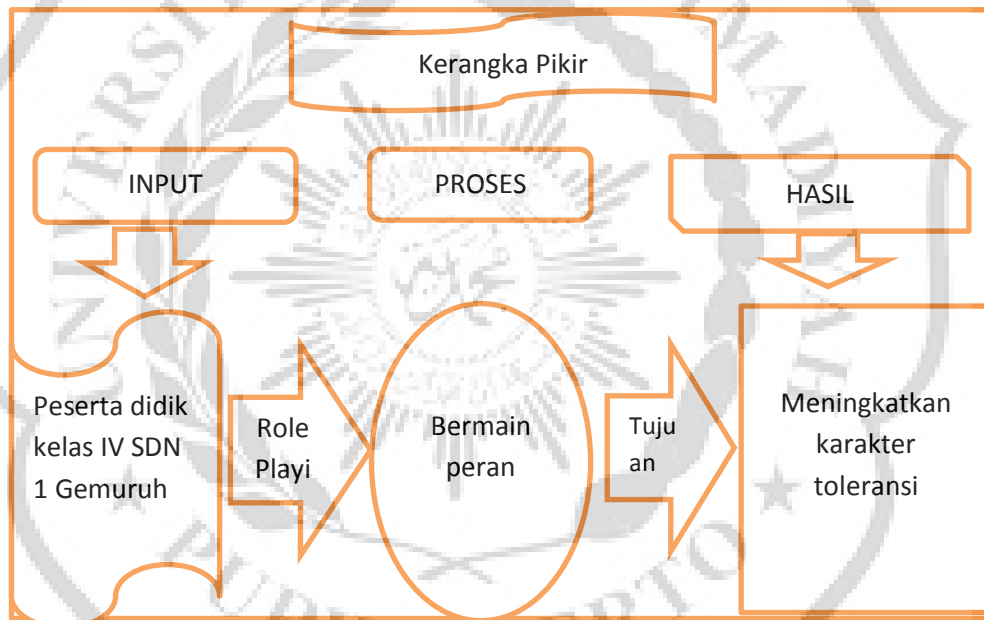 Kerangka Pikir
INPUT
PROSES
HASIL
Peserta didik
kelas IV SDN
1 Gemuruh
Role
Playi
Bermain
peran
Tuju
an
Meningkatkan
karakter
toleransi